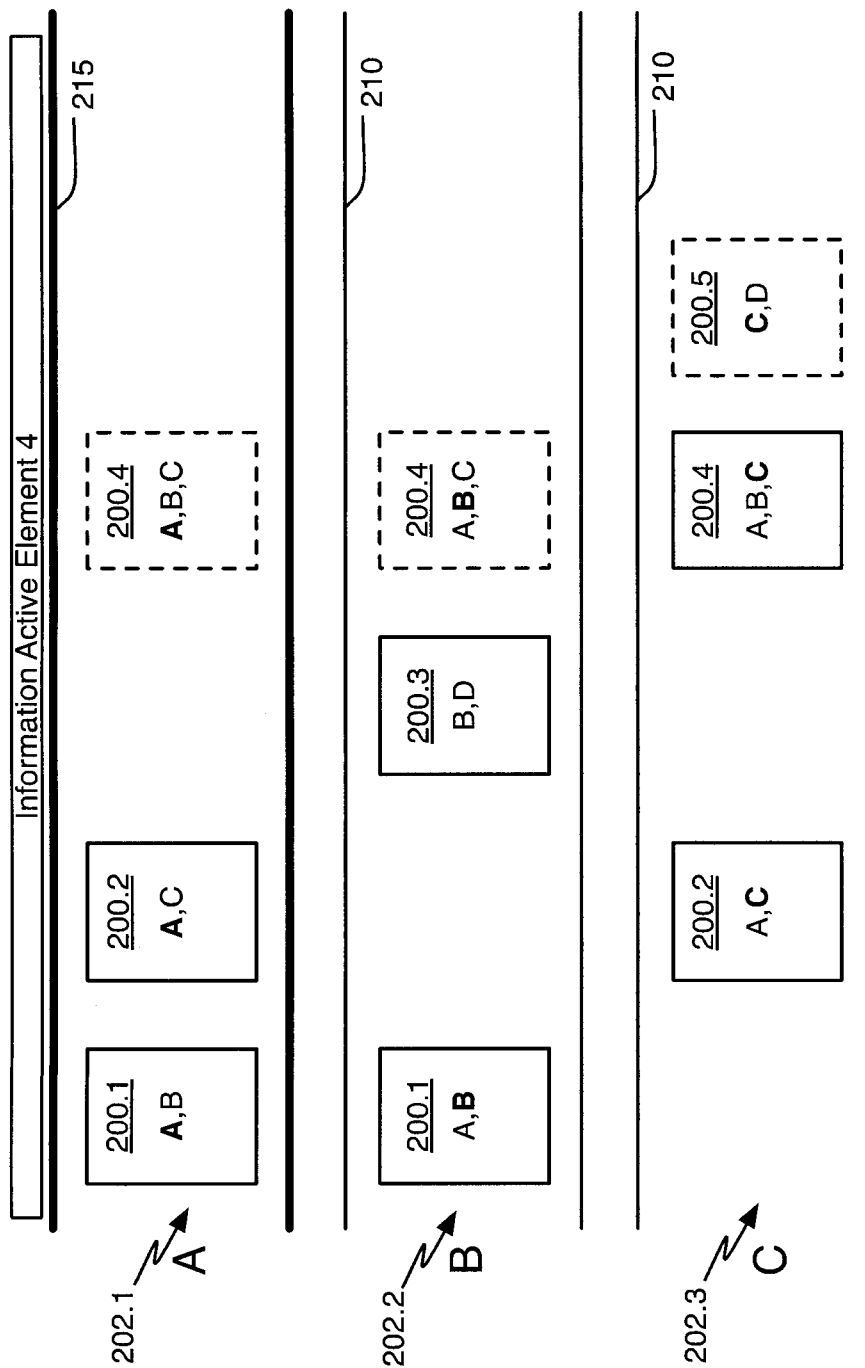 Information Active Element 4
215
202.1
A
200.1
A,B
200.2
A,C
200.4
A,B,C
210
202.2
B
200.1
A,B
200.3
B,D
200.4
A,B,C
210
202.3
C
200.2
A,C
200.4
A,B,C
200.5
C,D